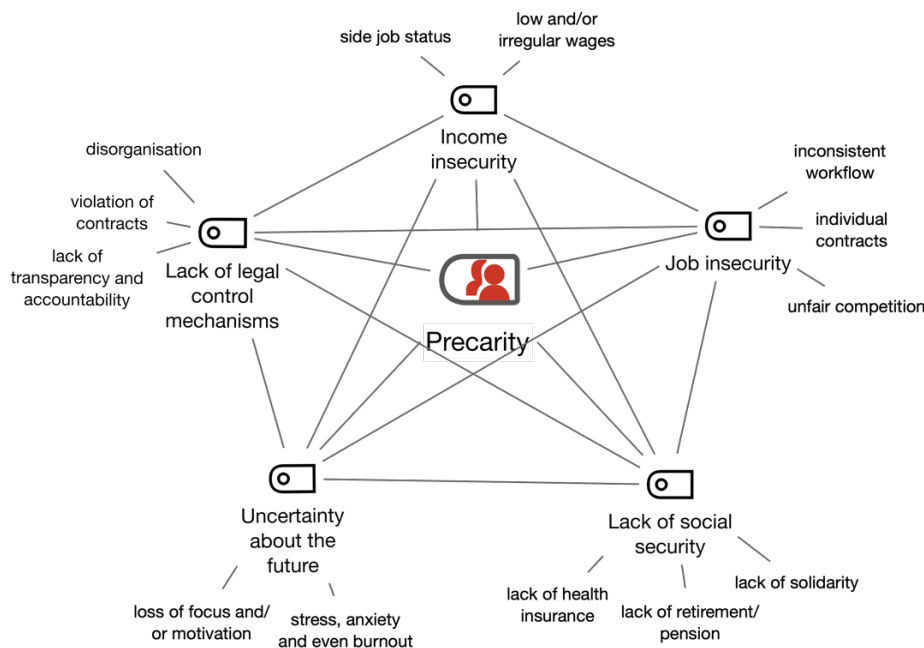 side job status
low and/or
irregular wages
Income
insecurity
disorganisation
violation of
contracts
lack of
transparency and
accountability
Lack of legal
control
mechanisms
inconsistent
workflow
individual
contracts
Job insecurity
unfair competition
Precarity
Uncertainty
about the
future
loss of focus and/
or motivation
stress, anxiety
and even burnout
Lack of social
security
lack of health
insurance
lack of retirement/
pension
lack of solidarity